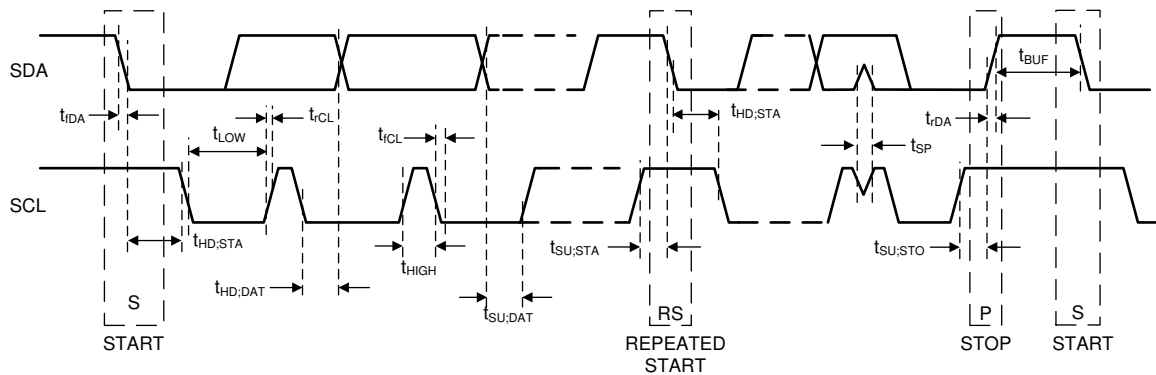 SDA
tfDA
tLOW
trCL
tfCL
tHD;STA
tSP
tBUF
trDA
SCL
tHD;STA
tHD;DAT
tHIGH
tSU;DAT
tSU;STA
tSU;STO
S
RS
P
S
START
REPEATED
START
STOP
START